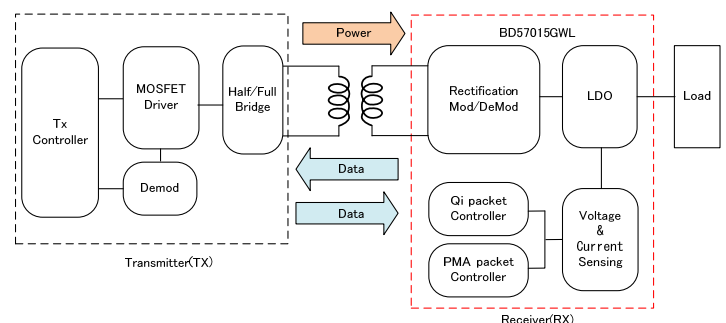 Power
BD57015GWL
Tx
Controller
MOSFET
Driver
Half/Full
Bridge
Rectification
Mod/DeMod
LDO
Load
Demod
Data
Data
Qi packet
Controller
PMA packet
Controller
Voltage
&
Current
Sensing
Transmitter(TX)
Receiver(RX)